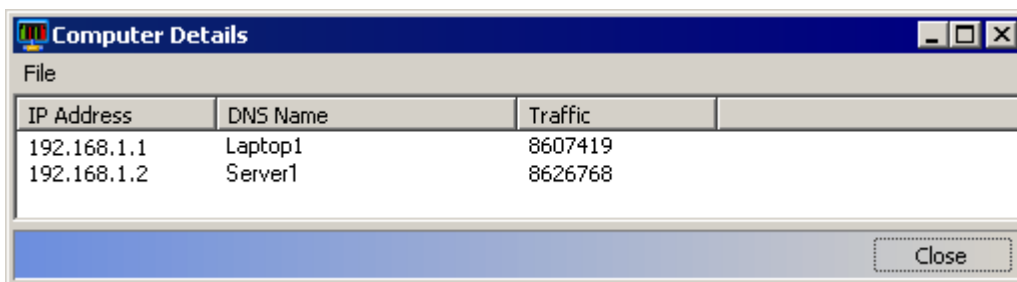 Computer Details
File
IP Address DNS Name Traffic
192.168.1.1 Laptop1 8607419
192.168.1.2 Server1 8626768
Close